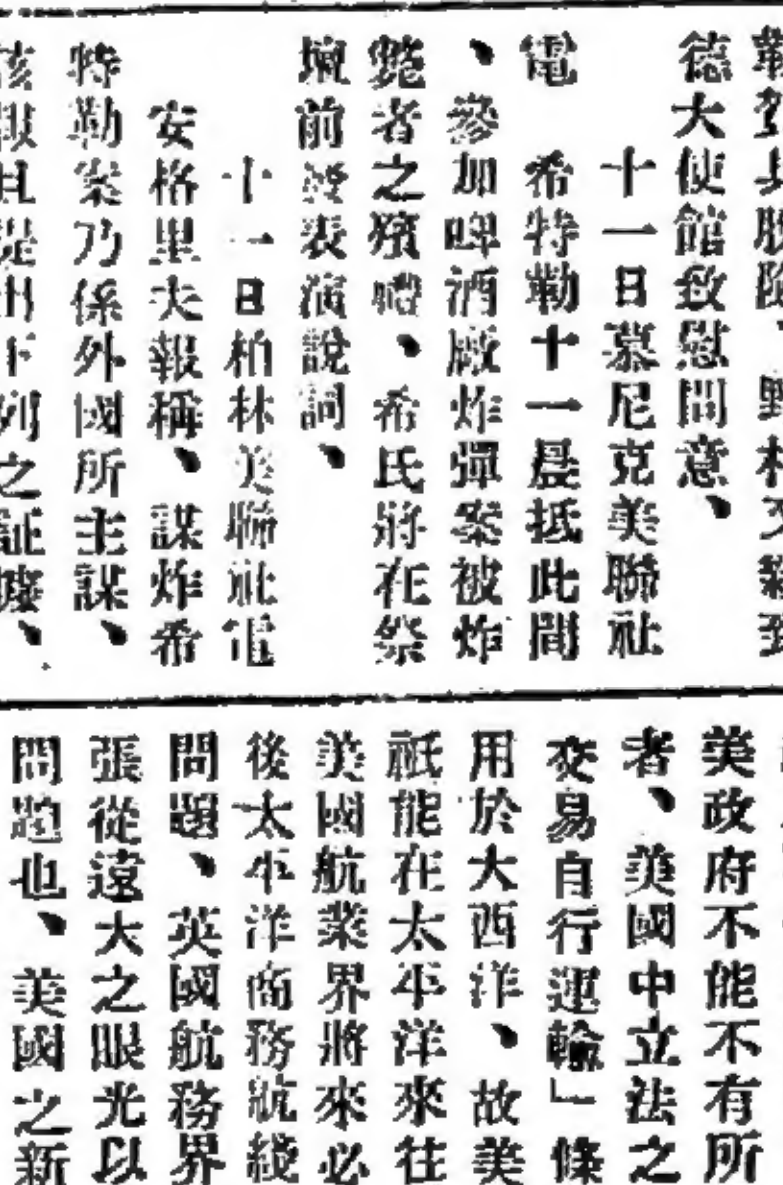 德大使館致慰問意、
十一日慕尼克美聯社
電　希特勒十一晨抵此間
、參加啤酒廠炸彈案被炸
斃者之殯禮、希氏將在祭
壇前發表演說詞、
十一日柏林美聯社電
安格里夫報稱、謀炸希
特勒案乃係外國所主謀、
該報且提出下列之証據、
美政府不能不有所
者、美國中立法之
交易自行運輸」條
用於大西洋、故美
祇能在太平洋來往
美國航業界將來必
後太平洋商務航綫
問題、英國航務界
張從遠大之眼光以
問題也、美國之新